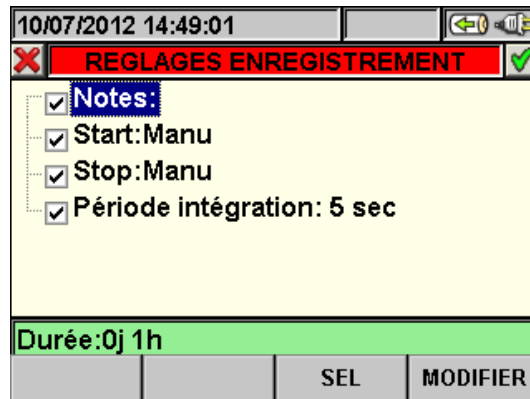 10/07/2012 14:49:01
REGLAGES ENREGISTREMENT
Notes:
Start:Manu
Stop:Manu
Période intégration: 5 sec
Durée:0j 1h
SEL MODIFIER